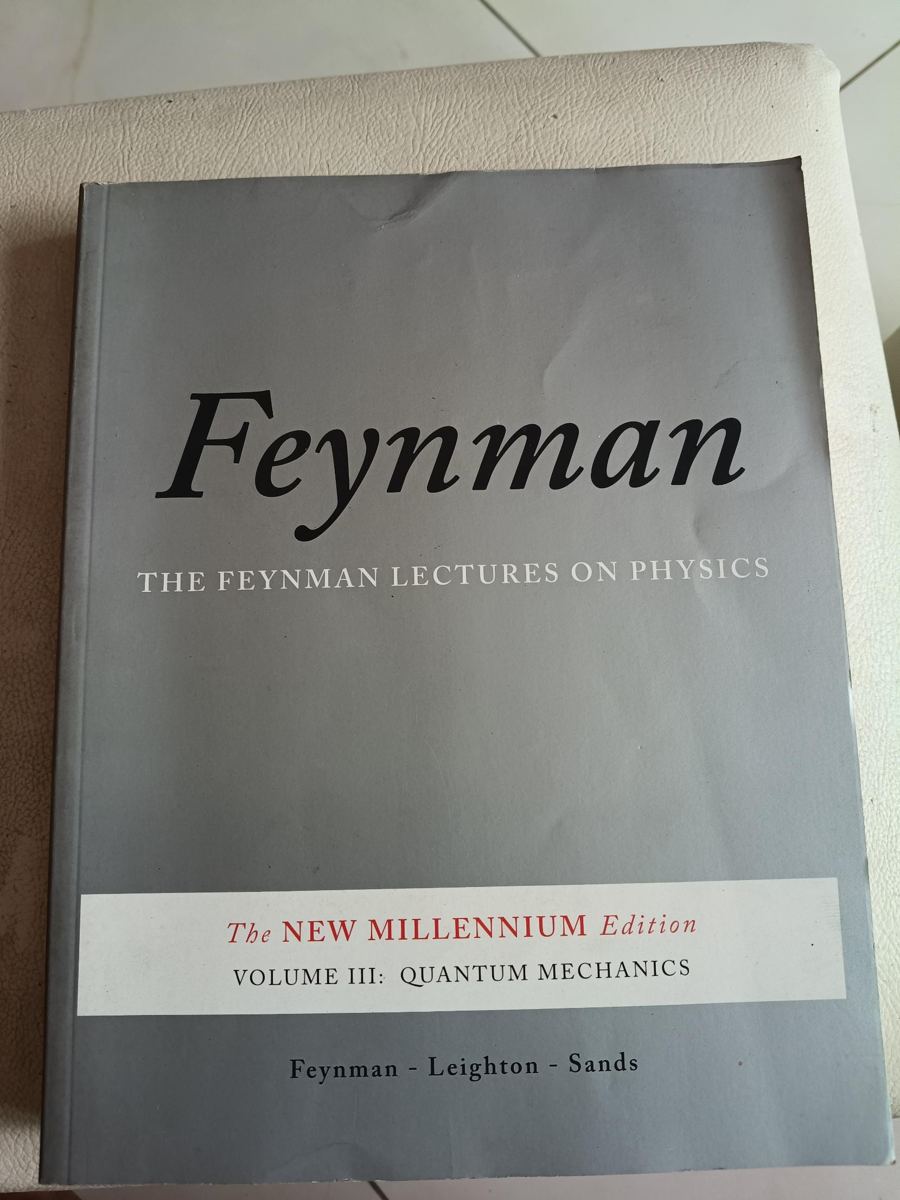 Feynman
THE FEYNMAN LECTURES ON PHYSICS
The NEW MILLENNIUM Edition
VOLUME III: QUANTUM MECHANICS
Feynman - Leighton - Sands